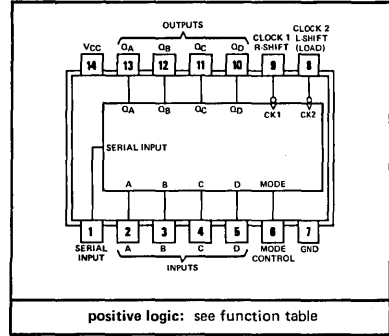 OUTPUTS
CLOCK 1 CLOCK 2
R-SHIFT L-SHIFT
(LOAD)
VCC QA QB QC QD
14 13 12 11 10 9 8
QA QB QC QD CK1 CK2
SERIAL INPUT
A B C D MODE
1 2 3 4 5 6 7
SERIAL INPUT A B C D MODE CONTROL GND
INPUTS
positive logic: see function table